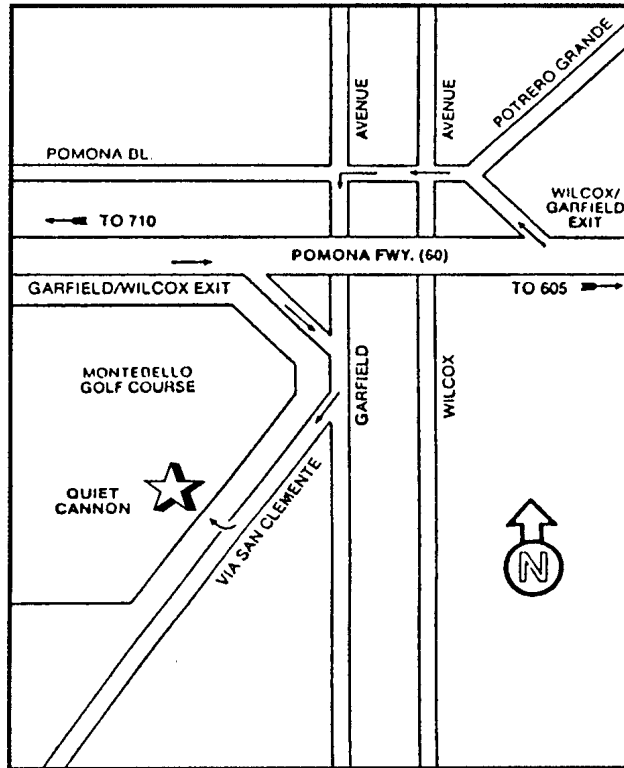 AVENUE
AVENUE
POTRERO GRANDE
POMONA BL.
WILCOX/
GARFIELD
EXIT
TO 710
POMONA FWY. (60)
GARFIELD/WILCOX EXIT
TO 605
MONTEBELLO
GOLF COURSE
GARFIELD
WILCOX
QUIET
CANNON
VIA SAN CLEMENTE
N